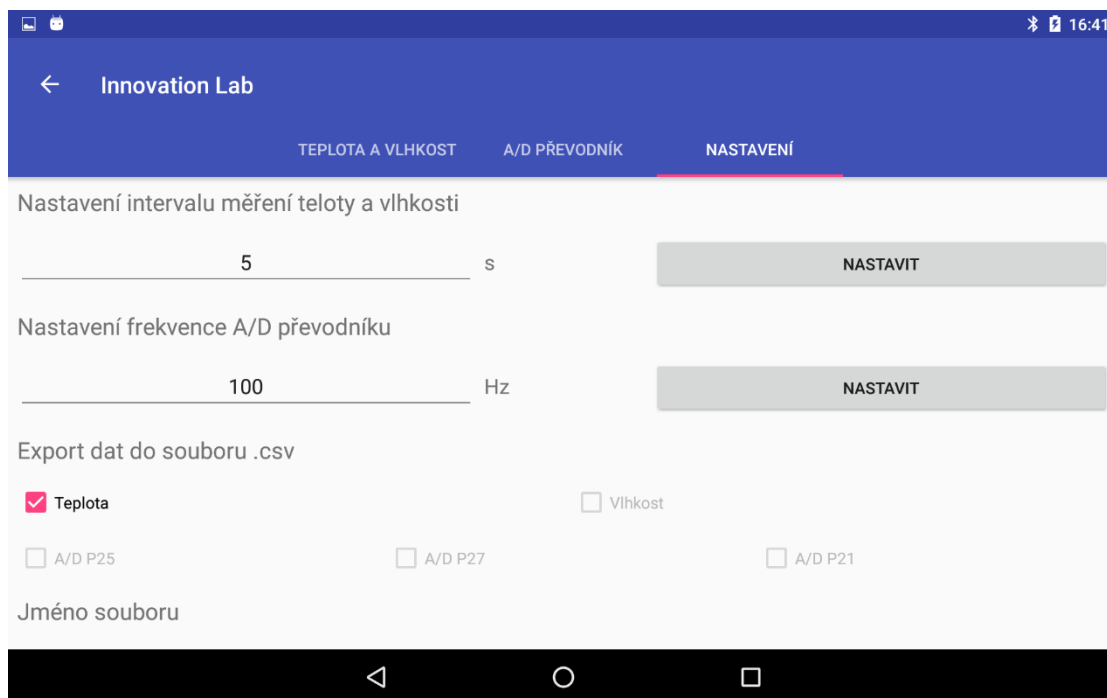 16:41
Innovation Lab
TEPLOTA A VLHKOST A/D PŘEVODNÍK NASTAVENÍ
Nastavení intervalu měření teloty a vlhkosti
5 s NASTAVIT
Nastavení frekvence A/D převodníku
100 Hz NASTAVIT
Export dat do souboru .csv
Teplota Vlhkost
A/D P25 A/D P27 A/D P21
Jméno souboru